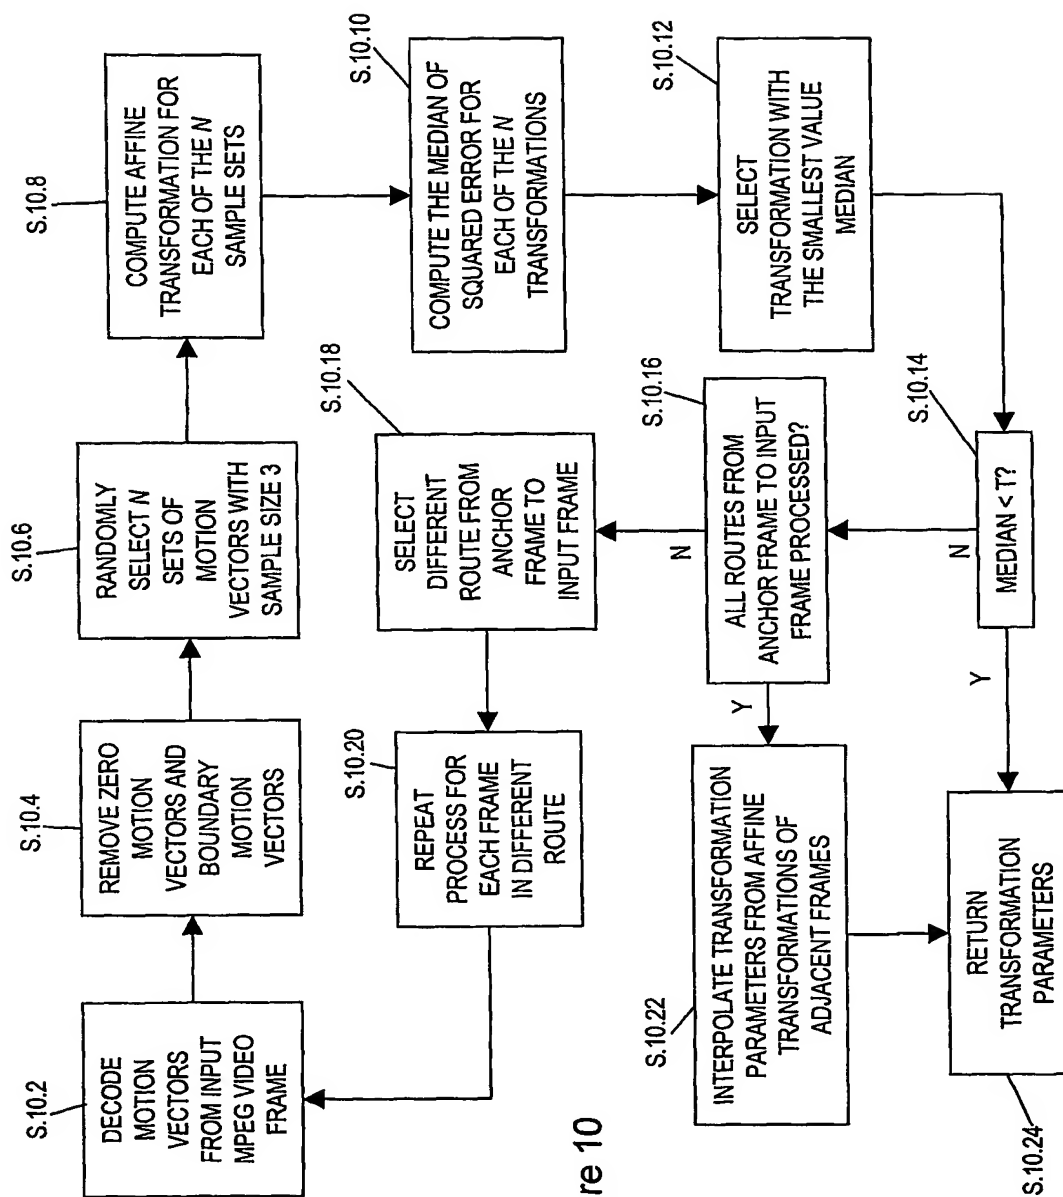 S.10.2
DECODE
MOTION
VECTORS
FROM INPUT
MPEG VIDEO
FRAME
S.10.4
REMOVE ZERO
MOTION
VECTORS AND
BOUNDARY
MOTION
VECTORS
S.10.6
RANDOMLY
SELECT N
SETS OF
MOTION
VECTORS WITH
SAMPLE SIZE 3
S.10.8
COMPUTE AFFINE
TRANSFORMATION FOR
EACH OF THE N
SAMPLE SETS
S.10.10
COMPUTE THE MEDIAN OF
SQUARED ERROR FOR
EACH OF THE N
TRANSFORMATIONS
S.10.12
SELECT
TRANSFORMATION WITH
THE SMALLEST VALUE
MEDIAN
S.10.14
MEDIAN < T?
N
Y
S.10.16
ALL ROUTES FROM
ANCHOR FRAME TO INPUT
FRAME PROCESSED?
N
Y
S.10.18
SELECT
DIFFERENT
ROUTE FROM
ANCHOR
FRAME TO
INPUT FRAME
S.10.20
REPEAT
PROCESS FOR
EACH FRAME
IN DIFFERENT
ROUTE
S.10.22
INTERPOLATE TRANSFORMATION
PARAMETERS FROM AFFINE
TRANSFORMATIONS OF
ADJACENT FRAMES
S.10.24
RETURN
TRANSFORMATION
PARAMETERS
re 10